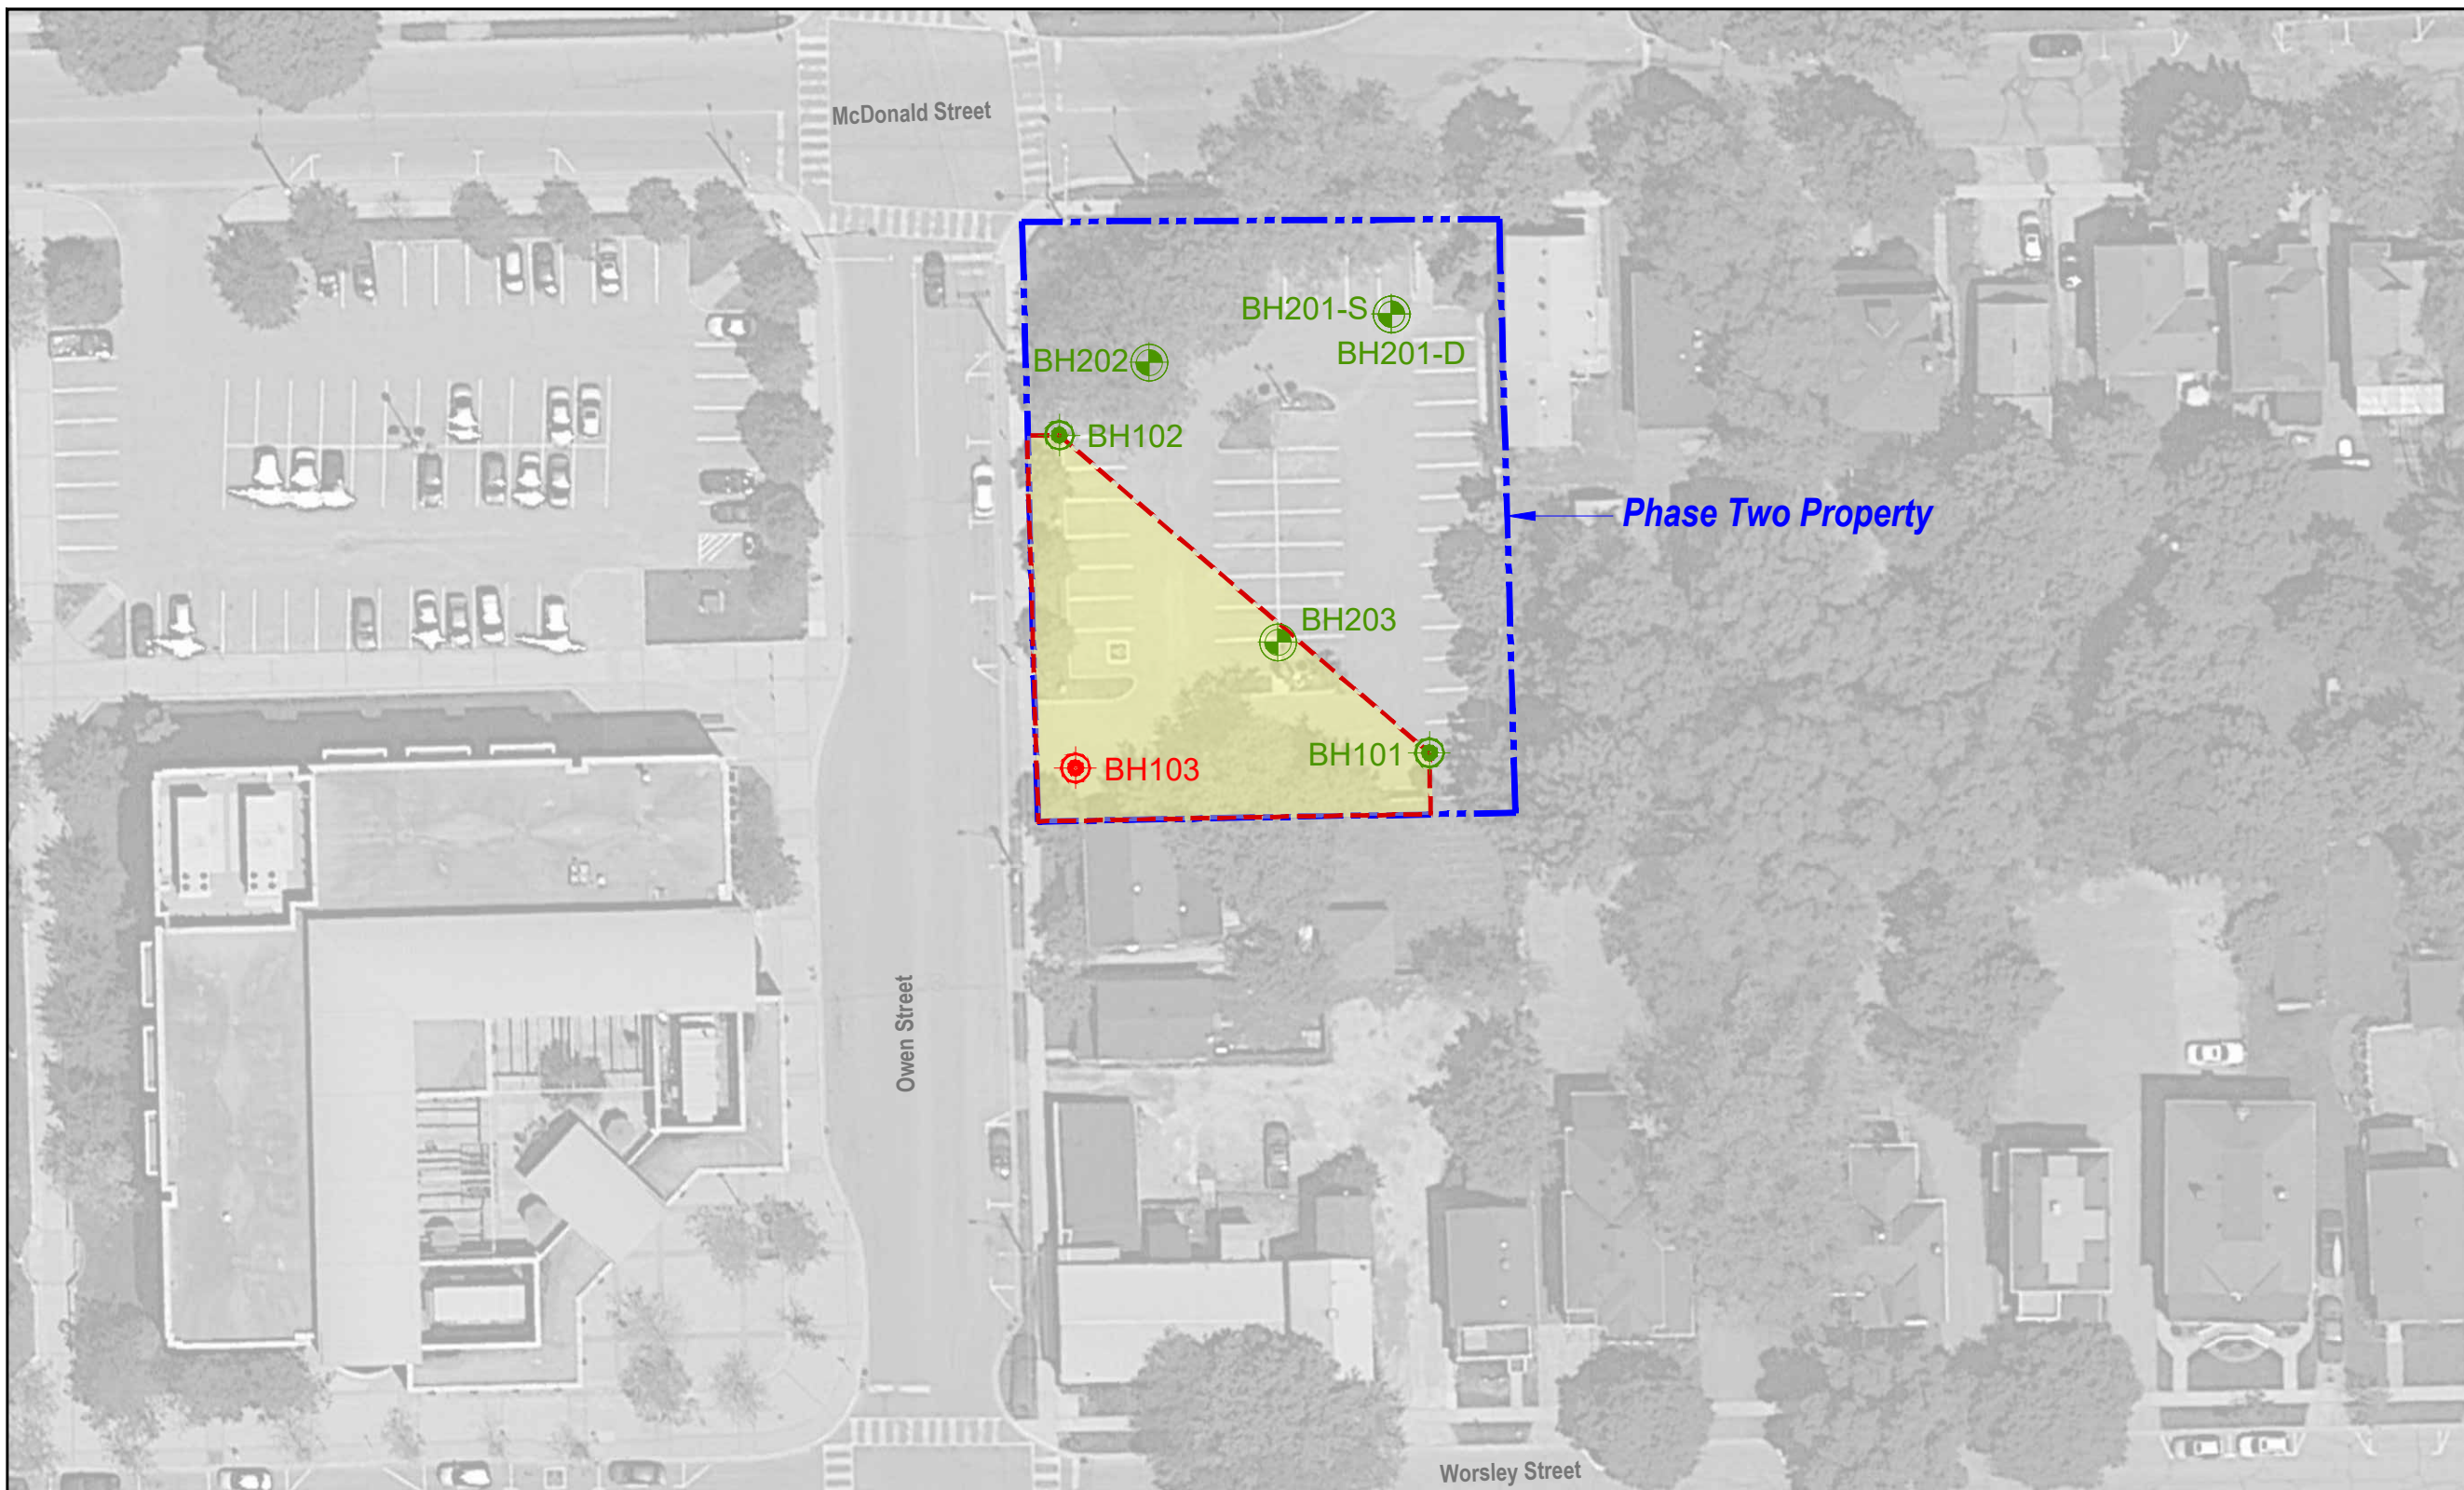 McDonald Street
BH201-S
BH201-D
BH202
BH102
Phase Two Property
BH203
BH101
BH103
Owen Street
Worsley Street